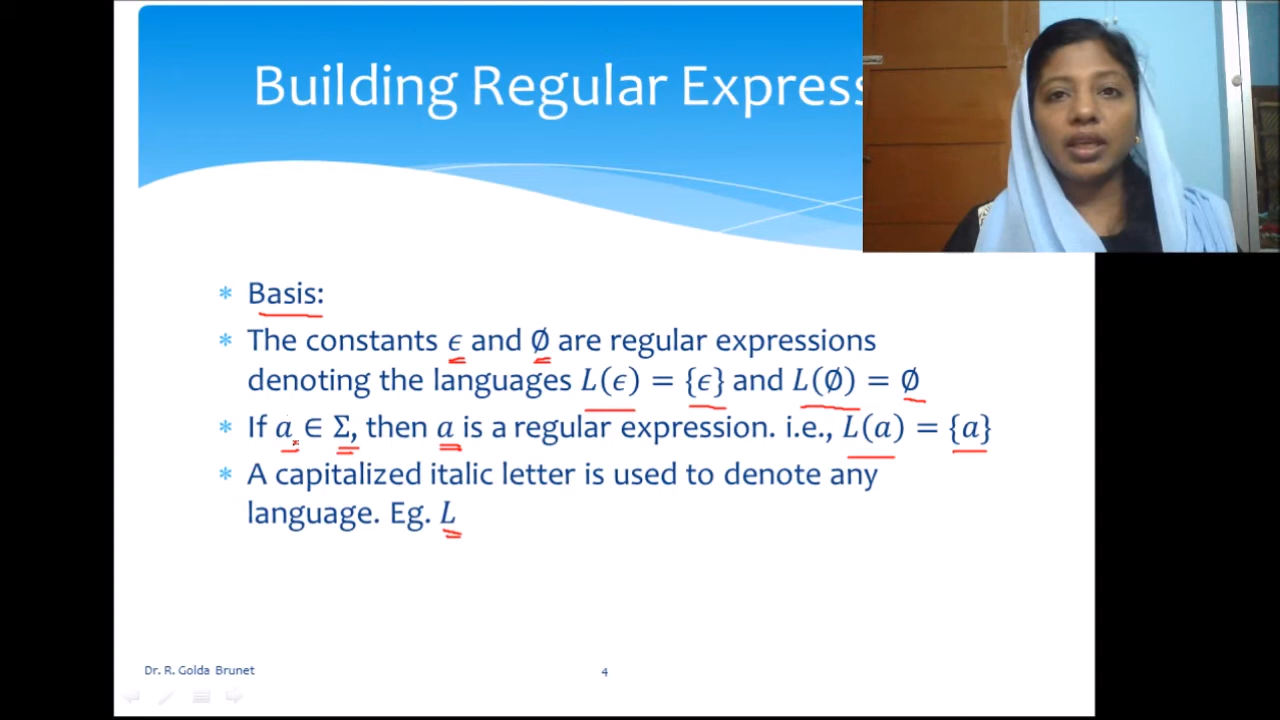 Building Regular Express
* Basis:
* The constants ϵ and ∅ are regular expressions
denoting the languages L(ϵ) = {ϵ} and L(∅) = ∅
* If a ∈ Σ, then a is a regular expression. i.e., L(a) = {a}
* A capitalized italic letter is used to denote any
language. Eg. L
Dr. R. Golda Brunet
4